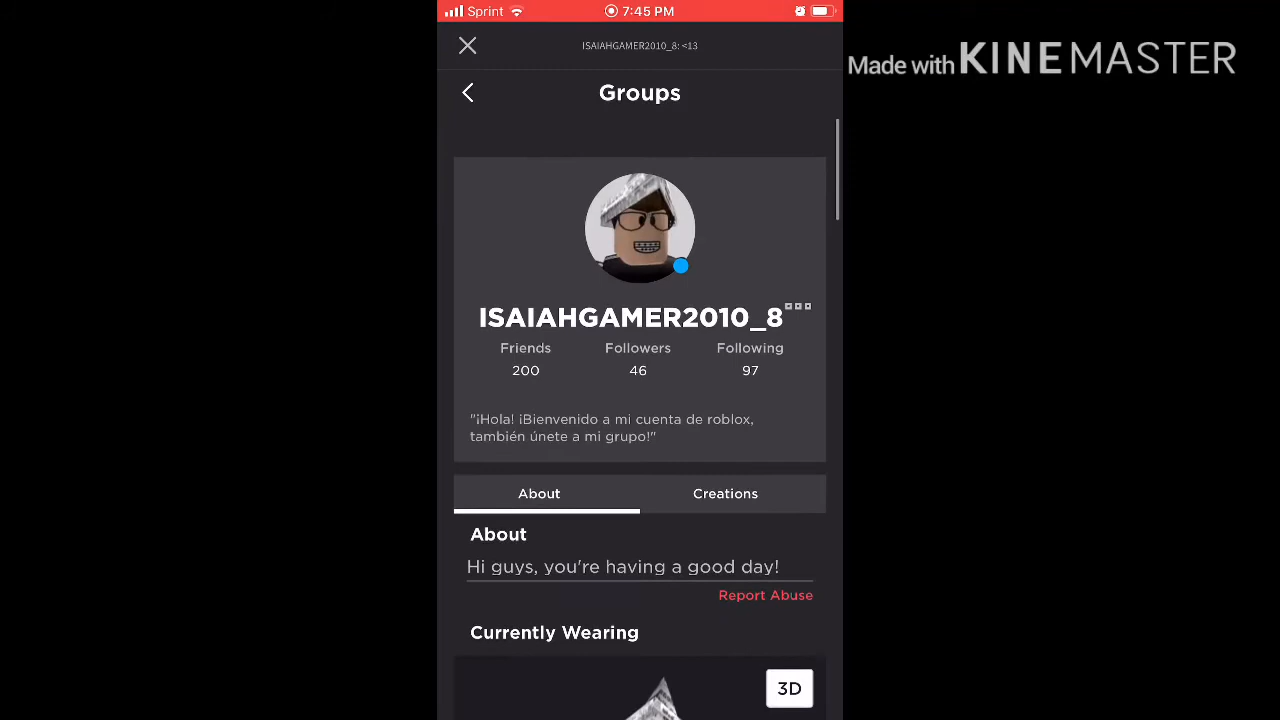 Sprint 7:45 PM
ISAIAHGAMER2010_8: <13
Made with KINEMASTER
Groups
ISAIAHGAMER2010_8
Friends Followers Following
200 46 97
"¡Hola! ¡Bienvenido a mi cuenta de roblox,
también únete a mi grupo!"
About Creations
About
Hi guys, you're having a good day!
Report Abuse
Currently Wearing
3D